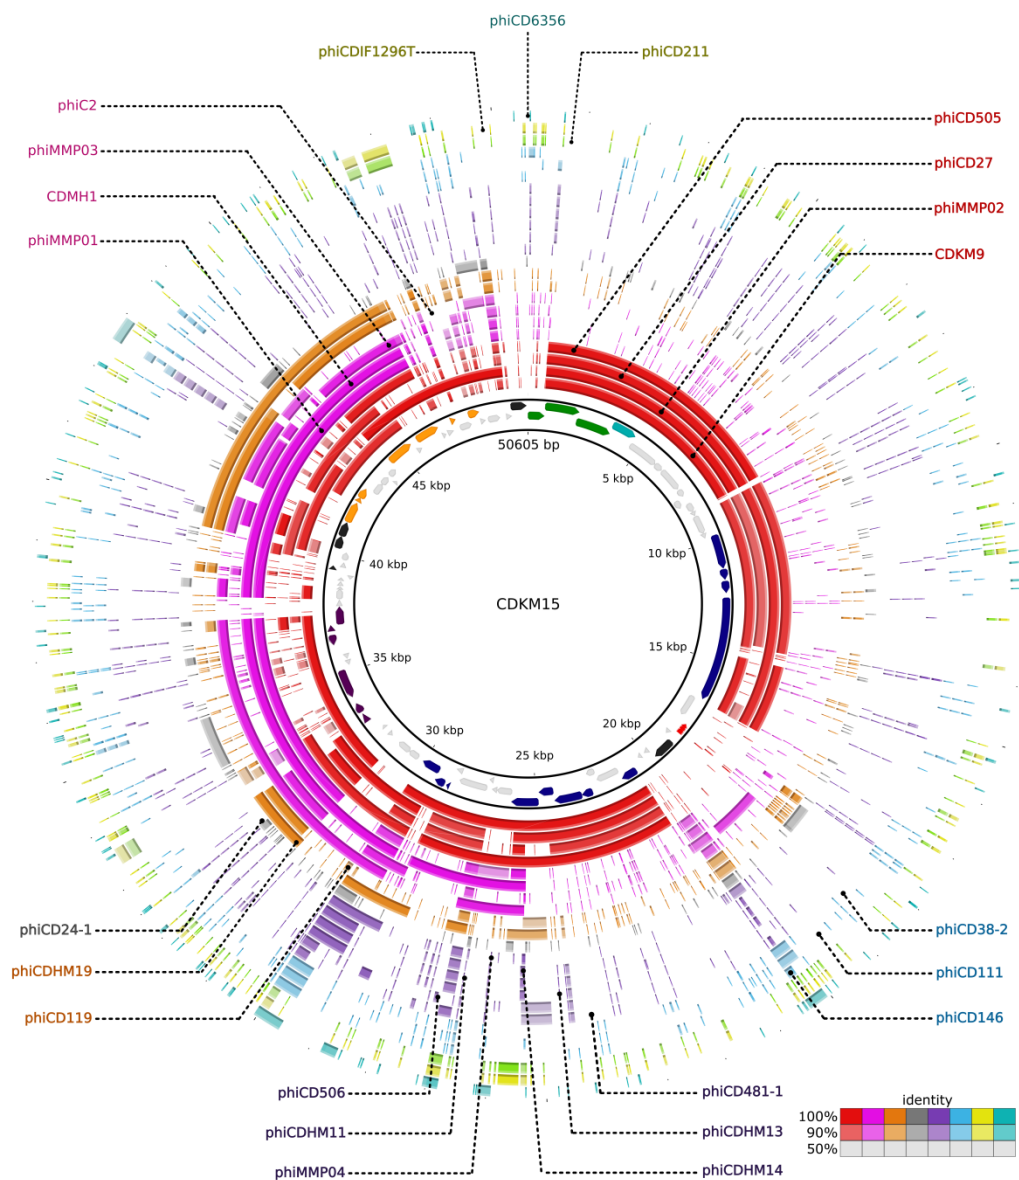 phiCD6356
phiCDIF1296T
phiCD211
phiC2
phiCD505
phiMMP03
phiCD27
CDMH1
phiMMP02
phiMMP01
CDKM9
50605 bp
45 kbp
5 kbp
40 kbp
10 kbp
CDKM15
35 kbp
15 kbp
30 kbp
25 kbp
20 kbp
phiCD24-1
phiCD38-2
phiCDHM19
phiCD111
phiCD119
phiCD146
phiCD506
phiCD481-1
phiCDHM11
phiCDHM13
phiMMP04
phiCDHM14
identity
100%
90%
50%